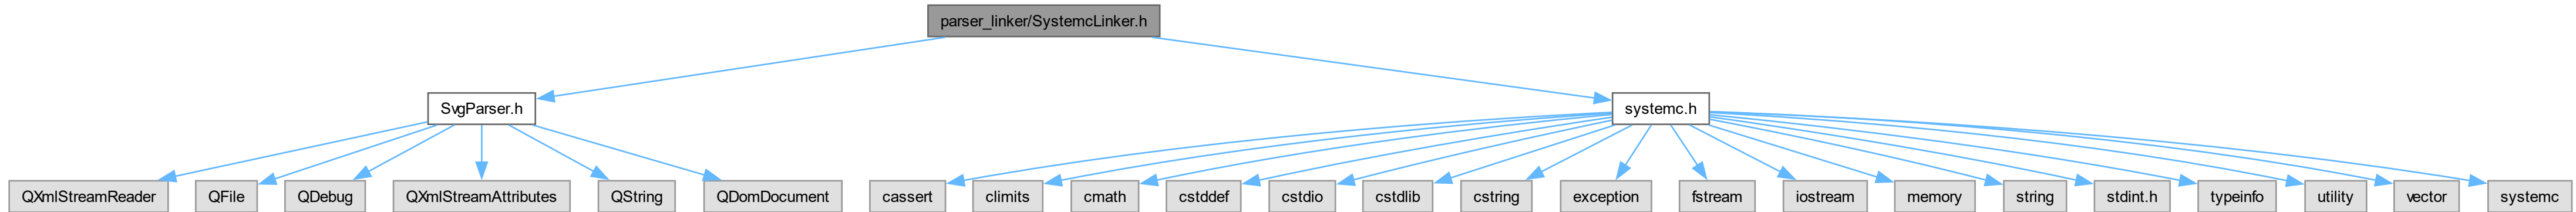 parser_linker/SystemcLinker.h
SvgParser.h
systemc.h
QXmlStreamReader
QFile
QDebug
QXmlStreamAttributes
QString
QDomDocument
cassert
climits
cmath
cstddef
cstdio
cstdlib
cstring
exception
fstream
iostream
memory
string
stdint.h
typeinfo
utility
vector
systemc